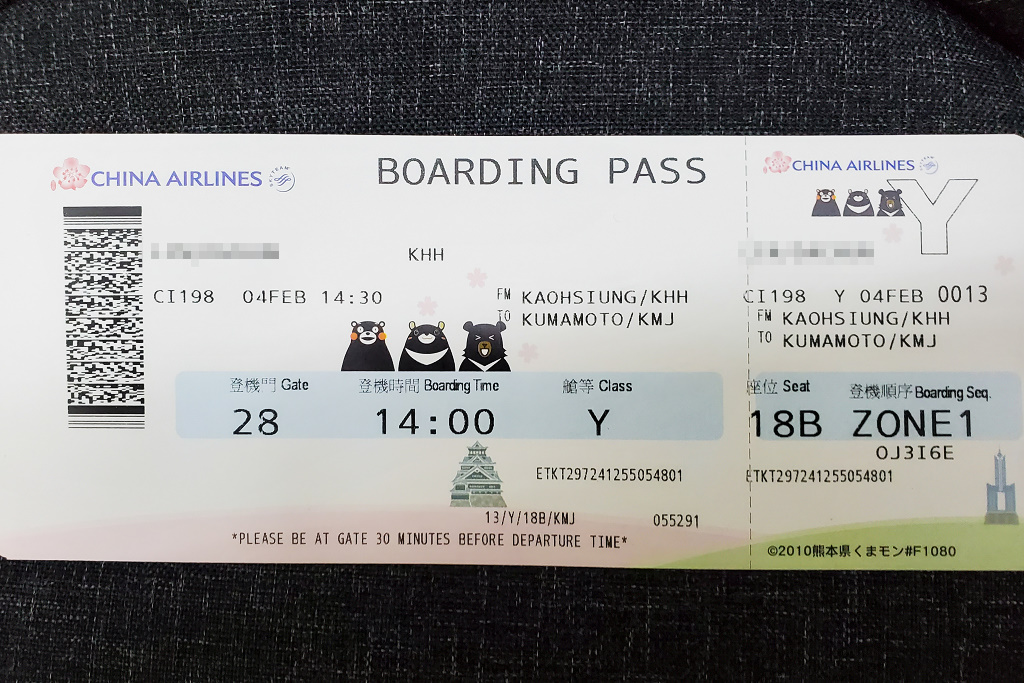 CHINA AIRLINES SKYTEAM
BOARDING PASS
KHH
CI198 04FEB 14:30
FM KAOHSIUNG/KHH
TO KUMAMOTO/KMJ
登機門 Gate 登機時間 Boarding Time 艙等 Class
28 14:00 Y
ETKT297241255054801
13/Y/18B/KMJ 055291
*PLEASE BE AT GATE 30 MINUTES BEFORE DEPARTURE TIME*
CHINA AIRLINES
Y
CI198 Y 04FEB 0013
FM KAOHSIUNG/KHH
TO KUMAMOTO/KMJ
座位 Seat 登機順序 Boarding Seq.
18B ZONE1
OJ3I6E
ETKT297241255054801
©2010熊本県くまモン#F1080